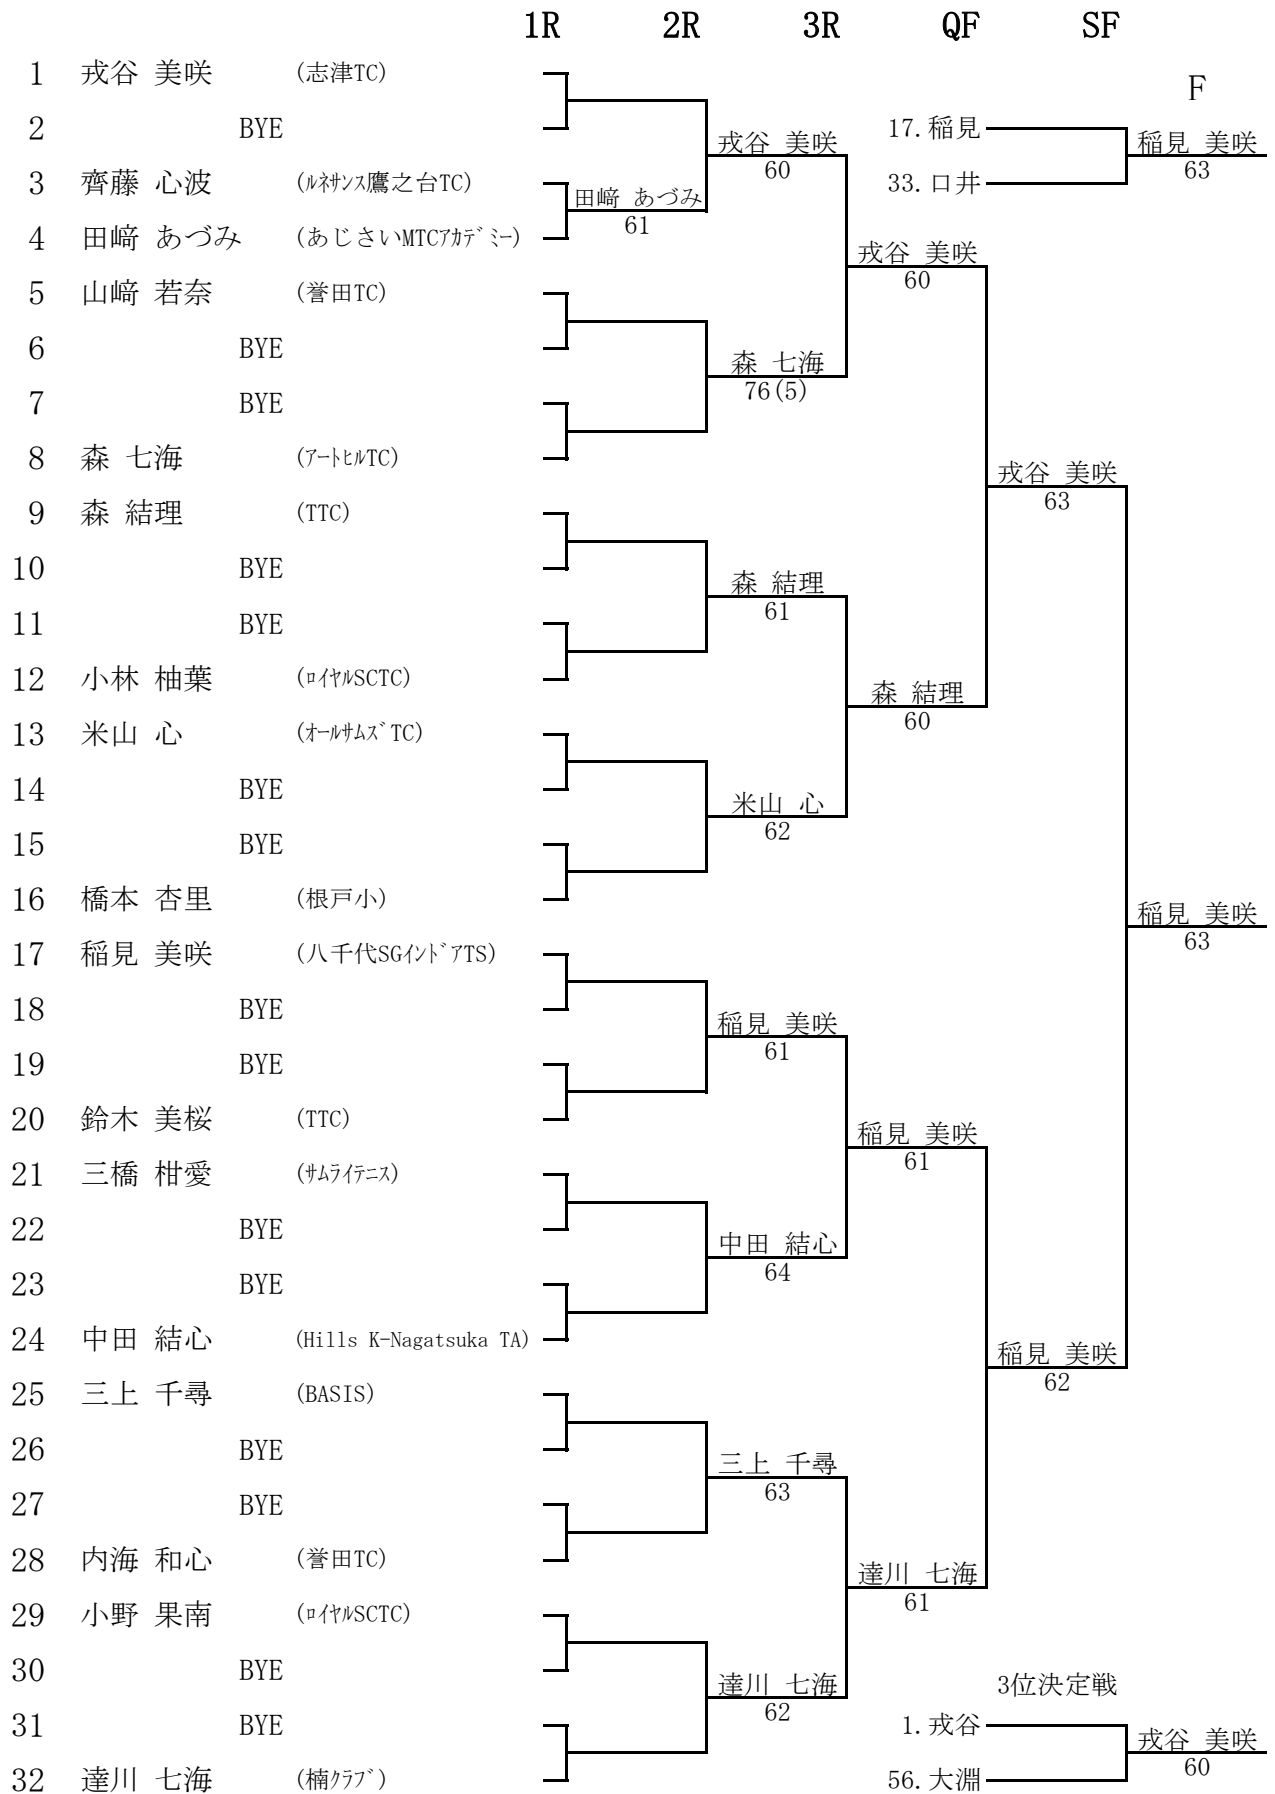 1R 2R 3R QF SF
F
1 戎谷 美咲 (志津TC)
2 BYE
17.稲見
戎谷 美咲
60
稲見 美咲
63
3 齊藤 心波 (ﾙﾈｻﾝｽ鷹之台TC)
33.口井
田﨑 あづみ
61
4 田﨑 あづみ (あじさいMTCｱｶﾃﾞﾐｰ)
戎谷 美咲
60
5 山﨑 若奈 (誉田TC)
6 BYE
森 七海
76(5)
7 BYE
8 森 七海 (ｱｰﾄﾋﾙTC)
戎谷 美咲
63
9 森 結理 (TTC)
10 BYE
森 結理
61
11 BYE
12 小林 柚葉 (ﾛｲﾔﾙSCTC)
森 結理
60
13 米山 心 (ｵｰﾙｻﾑｽﾞTC)
14 BYE
米山 心
62
15 BYE
16 橋本 杏里 (根戸小)
稲見 美咲
63
17 稲見 美咲 (八千代SGｲﾝﾄﾞｱTS)
18 BYE
稲見 美咲
61
19 BYE
20 鈴木 美桜 (TTC)
稲見 美咲
61
21 三橋 柑愛 (ｻﾑﾗｲﾃﾆｽ)
22 BYE
中田 結心
64
23 BYE
24 中田 結心 (Hills K-Nagatsuka TA)
稲見 美咲
62
25 三上 千尋 (BASIS)
26 BYE
三上 千尋
63
27 BYE
28 内海 和心 (誉田TC)
達川 七海
61
29 小野 果南 (ﾛｲﾔﾙSCTC)
30 BYE
達川 七海
62
3位決定戦
31 BYE
1.戎谷
戎谷 美咲
60
32 達川 七海 (楠ｸﾗﾌﾞ)
56.大淵